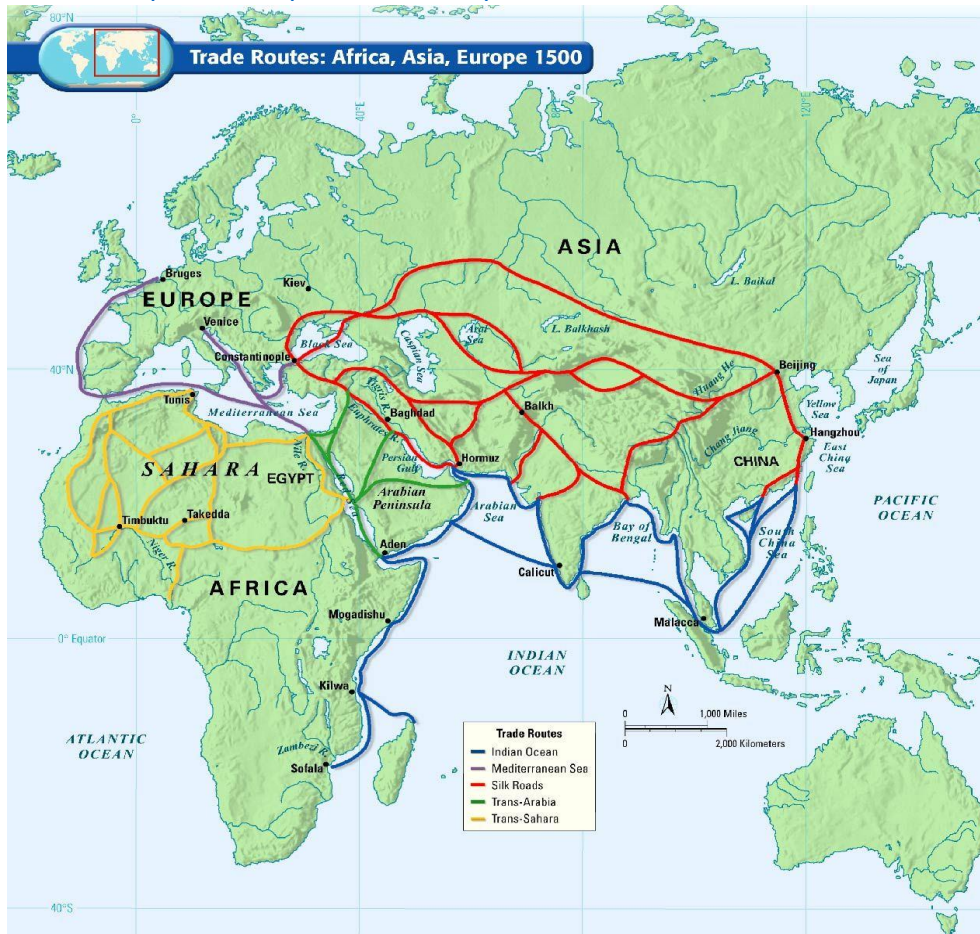 80°N
Trade Routes: Africa, Asia, Europe 1500
0°
40°E
80°E
120°E
ASIA
L. Baikal
Bruges
EUROPE
Kiev
Venice
Aral
Sea
L. Balkhash
Black Sea
Constantinople
Caspian Sea
40°N
Huang He
Beijing
Sea
of
Japan
Tunis
Mediterranean Sea
Tigris R.
Euphrates R.
Baghdad
Balkh
Yellow
Sea
Hangzhou
East
China
Sea
Chang Jiang
CHINA
SAHARA
Nile R.
EGYPT
Persian
Gulf
Hormuz
Red Sea
Arabian
Peninsula
Arabian
Sea
Bay of
Bengal
South
China
Sea
PACIFIC
OCEAN
Timbuktu
Takedda
Niger R.
Aden
Calicut
AFRICA
Mogadishu
Malacca
0° Equator
INDIAN
OCEAN
Kilwa
N
0 1,000 Miles
0 2,000 Kilometers
ATLANTIC
OCEAN
Zambezi R.
Sofala
Trade Routes
Indian Ocean
Mediterranean Sea
Silk Roads
Trans-Arabia
Trans-Sahara
40°S